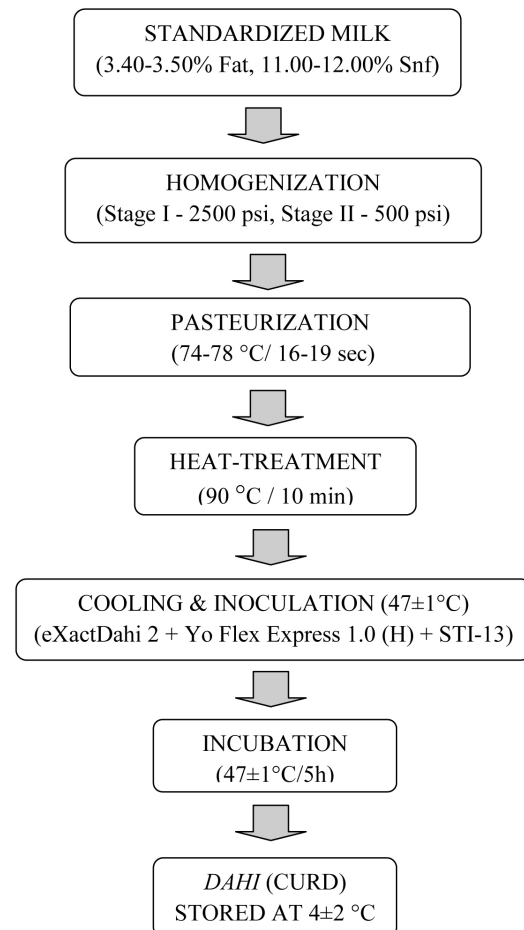 STANDARDIZED MILK
(3.40-3.50% Fat, 11.00-12.00% Snf)
HOMOGENIZATION
(Stage I - 2500 psi, Stage II - 500 psi)
PASTEURIZATION
(74-78 °C/ 16-19 sec)
HEAT-TREATMENT
(90 °C / 10 min)
COOLING & INOCULATION (47±1°C)
(eXactDahi 2 + Yo Flex Express 1.0 (H) + STI-13)
INCUBATION
(47±1°C/5h)
DAHI (CURD)
STORED AT 4±2 °C